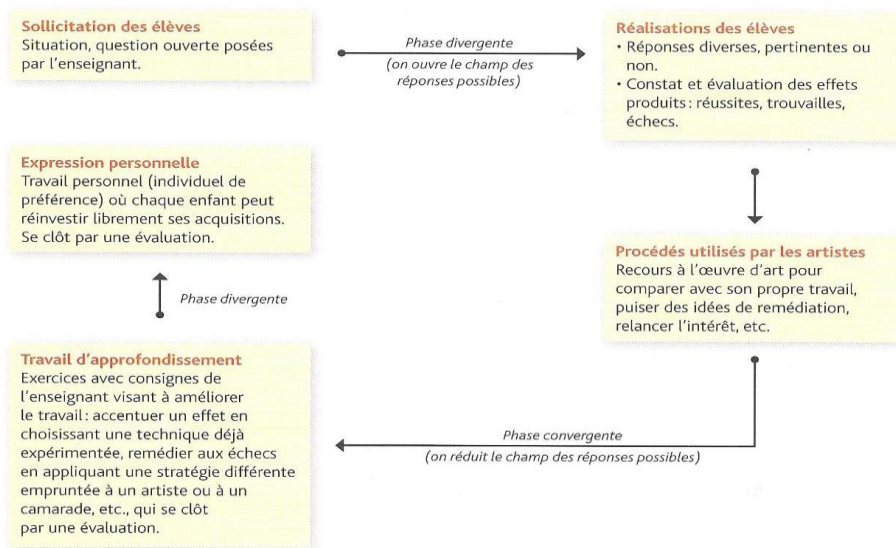 Sollicitation des élèves
Situation, question ouverte posées
par l'enseignant.
Phase divergente
(on ouvre le champ des
réponses possibles)
Réalisations des élèves
• Réponses diverses, pertinentes ou
non.
• Constat et évaluation des effets
produits : réussites, trouvailles,
échecs.
Procédés utilisés par les artistes
Recours à l'œuvre d'art pour
comparer avec son propre travail,
puiser des idées de remédiation,
relancer l'intérêt, etc.
Phase convergente
(on réduit le champ des réponses possibles)
Travail d'approfondissement
Exercices avec consignes de
l'enseignant visant à améliorer
le travail : accentuer un effet en
choisissant une technique déjà
expérimentée, remédier aux échecs
en appliquant une stratégie différente
empruntée à un artiste ou à un
camarade, etc., qui se clôt
par une évaluation.
Phase divergente
Expression personnelle
Travail personnel (individuel de
préférence) où chaque enfant peut
réinvestir librement ses acquisitions.
Se clôt par une évaluation.